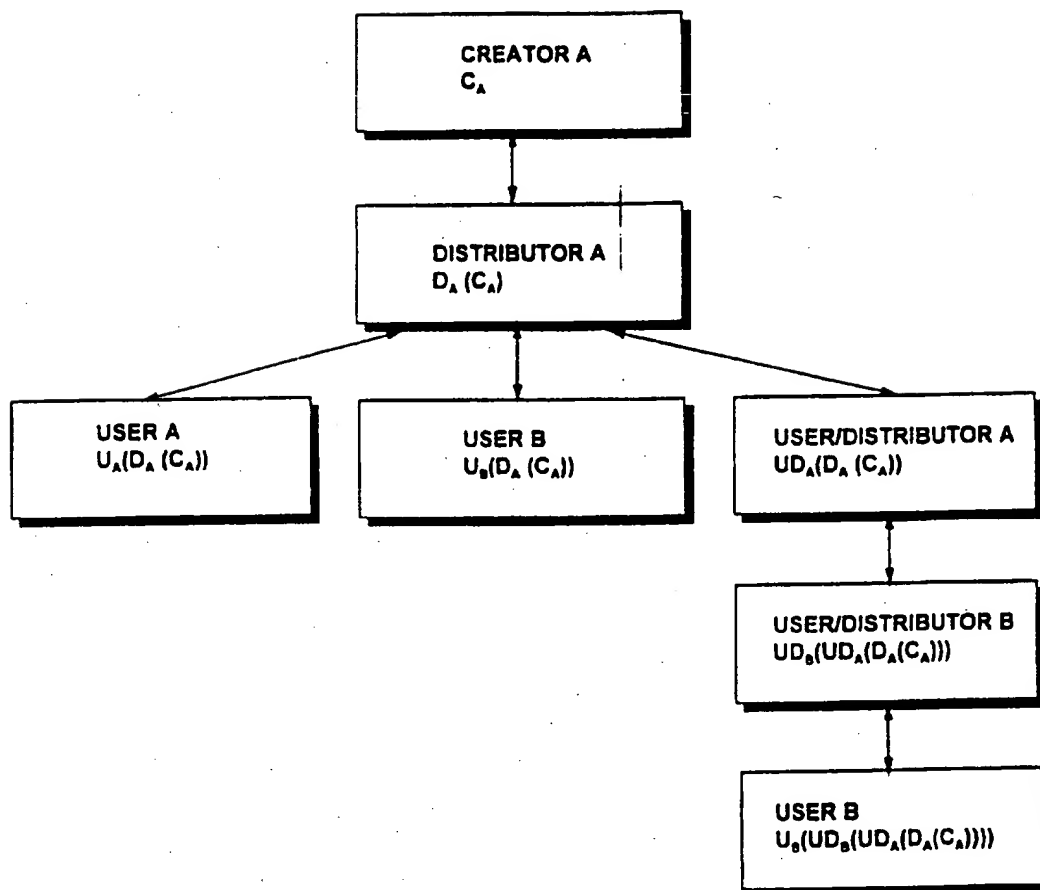 CREATOR A
C_A
DISTRIBUTOR A
D_A (C_A)
USER A
U_A(D_A (C_A))
USER B
U_B(D_A (C_A))
USER/DISTRIBUTOR A
UD_A(D_A (C_A))
USER/DISTRIBUTOR B
UD_B(UD_A(D_A(C_A)))
USER B
U_B(UD_B(UD_A(D_A(C_A))))